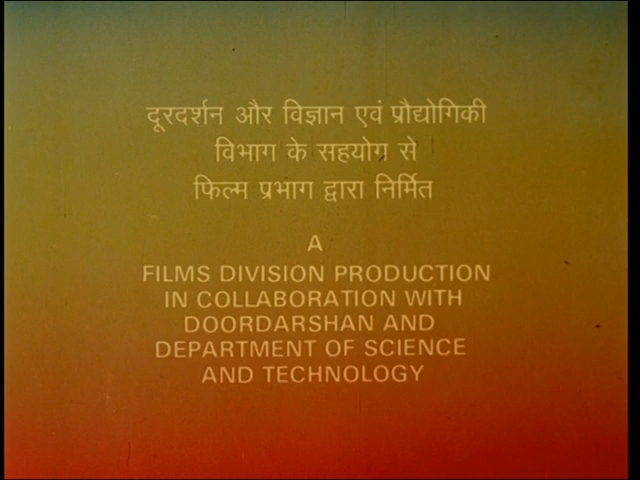 दूरदर्शन और विज्ञान एवं प्रौद्योगिकी
विभाग के सहयोग से
फिल्म प्रभाग द्वारा निर्मित
A
FILMS DIVISION PRODUCTION
IN COLLABORATION WITH
DOORDARSHAN AND
DEPARTMENT OF SCIENCE
AND TECHNOLOGY